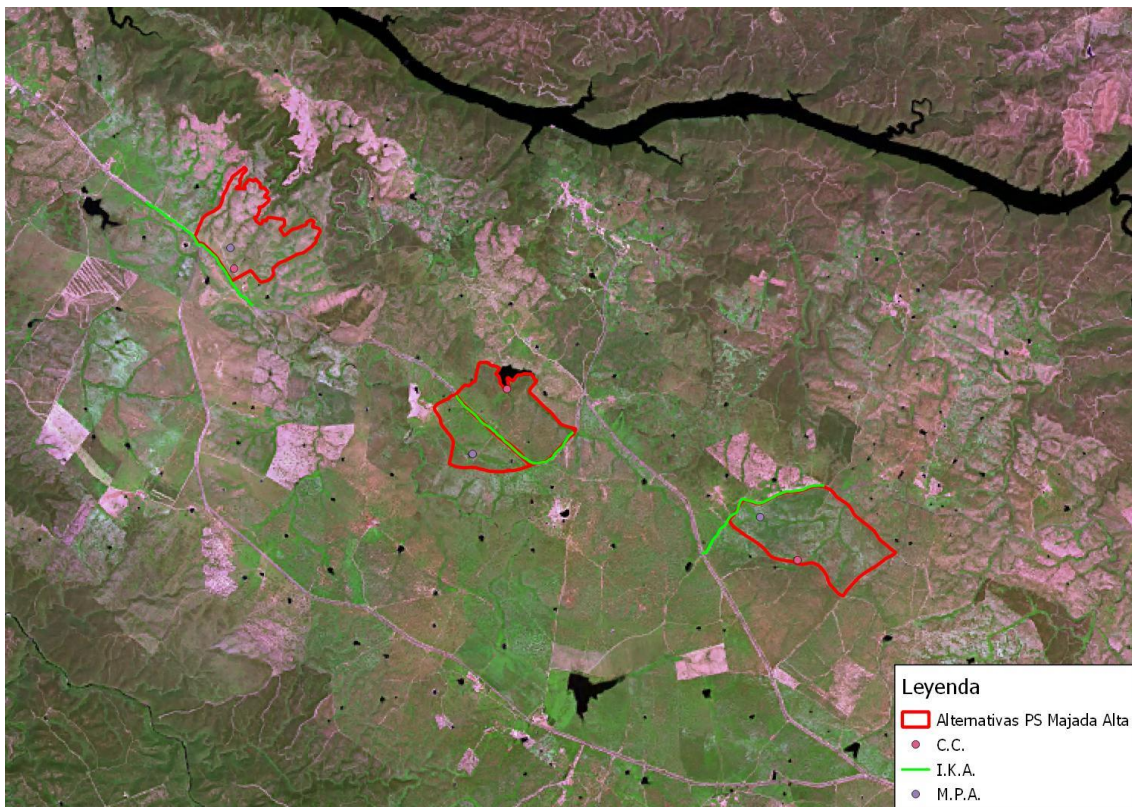 Leyenda
Alternativas PS Majada Alta
C.C.
I.K.A.
M.P.A.